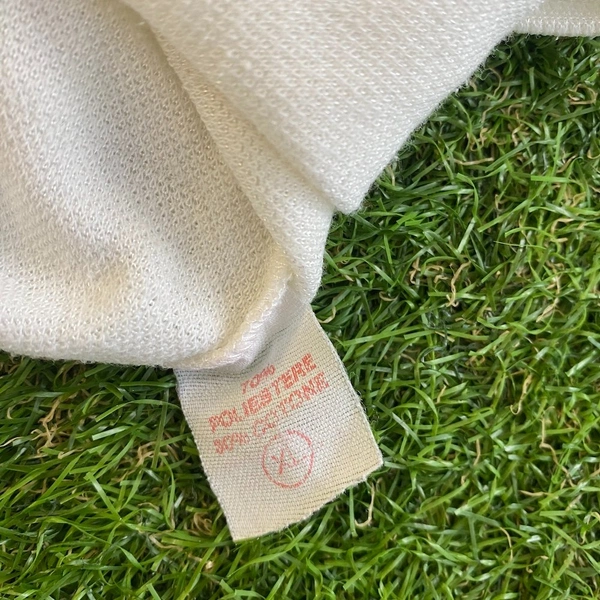 70%
POLIESTERE
30% COTONE
XL